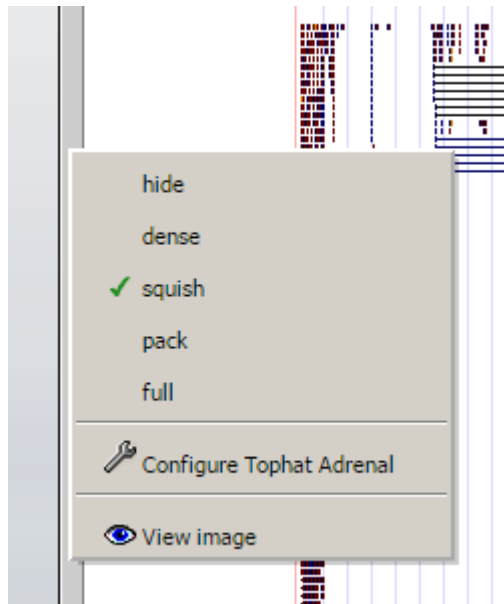 hide
dense
squish
pack
full
Configure Tophat Adrenal
View image